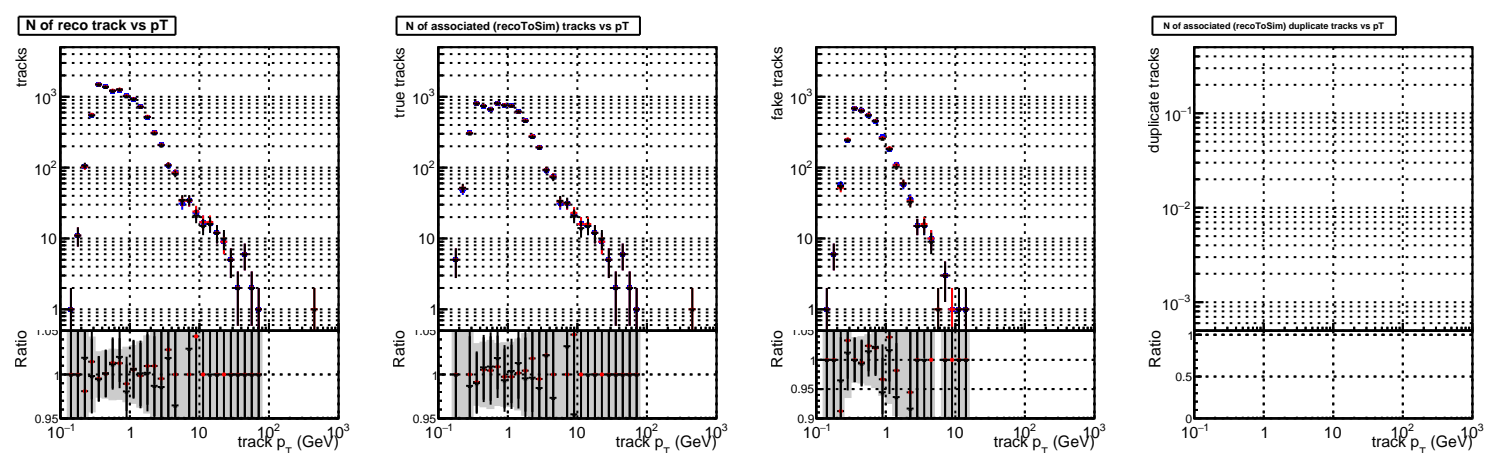 N of reco track vs pT
tracks
10³
10²
10
1
Ratio
1.05
1
0.95
10⁻¹ 1 10 10² 10³
track p_T (GeV)
N of associated (recoToSim) tracks vs pT
true tracks
10³
10²
10
1
Ratio
1.05
1
0.95
10⁻¹ 1 10 10² 10³
track p_T (GeV)
fake tracks
10³
10²
10
1
Ratio
1
0.95
0.9
10⁻¹ 1 10 10² 10³
track p_T (GeV)
N of associated (recoToSim) duplicate tracks vs pT
duplicate tracks
10⁻¹
10⁻²
10⁻³
Ratio
1
0.5
0
10⁻¹ 1 10 10² 10³
track p_T (GeV)